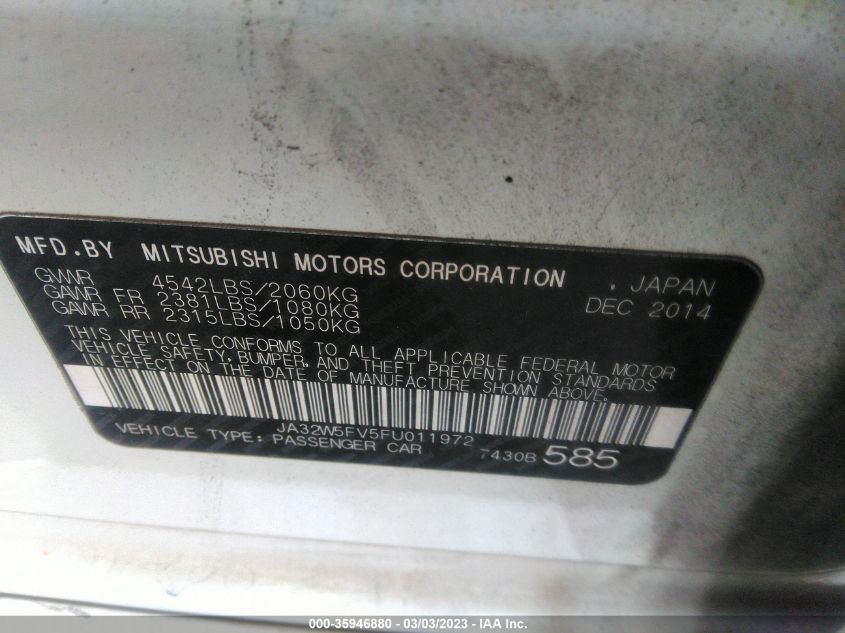 MFD.BY MITSUBISHI MOTORS CORPORATION , JAPAN
GVWR 4542LBS/2060KG DEC 2014
GAWR FR 2381LBS/1080KG
GAWR RR 2315LBS/1050KG
THIS VEHICLE CONFORMS TO ALL APPLICABLE FEDERAL MOTOR
VEHICLE SAFETY, BUMPER, AND THEFT PREVENTION STANDARDS
IN EFFECT ON THE DATE OF MANUFACTURE SHOWN ABOVE.
JA32W5FV5FU011972
VEHICLE TYPE: PASSENGER CAR 7430B 585
000-35946880 - 03/03/2023 - IAA Inc.